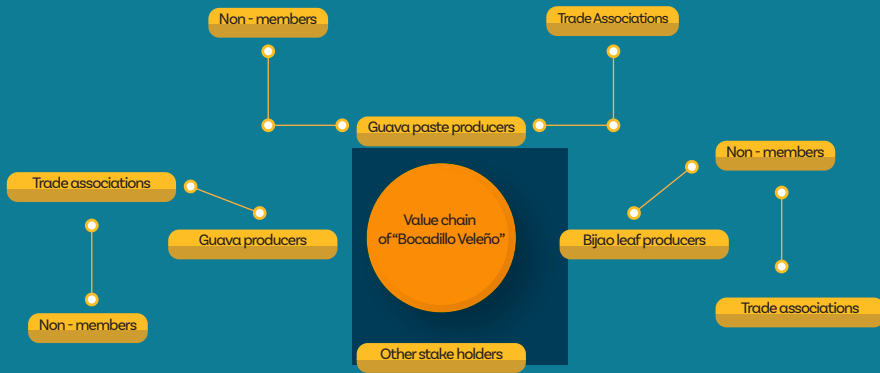 Non - members
Trade Associations
Guava paste producers
Non - members
Trade associations
Value chain
of “Bocadillo Veleño”
Guava producers
Bijao leaf producers
Trade associations
Non - members
Other stake holders